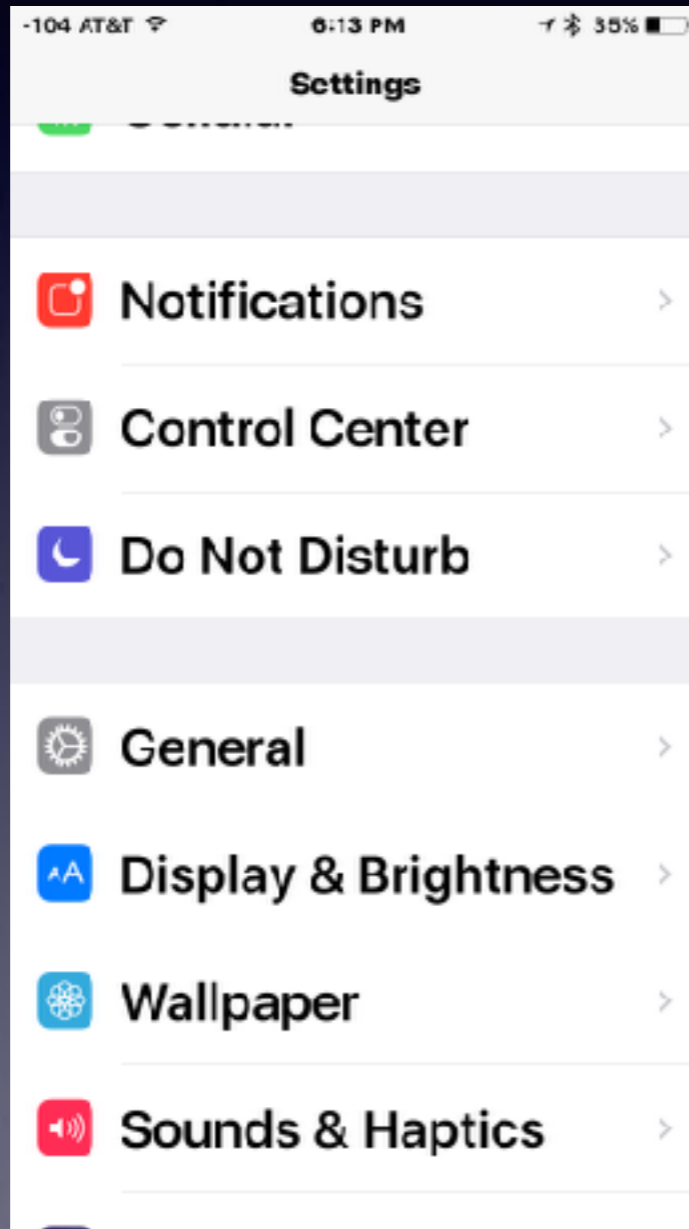 -104 AT&T 6:13 PM 35%
Settings
Notifications
Control Center
Do Not Disturb
General
AA Display & Brightness
Wallpaper
Sounds & Haptics